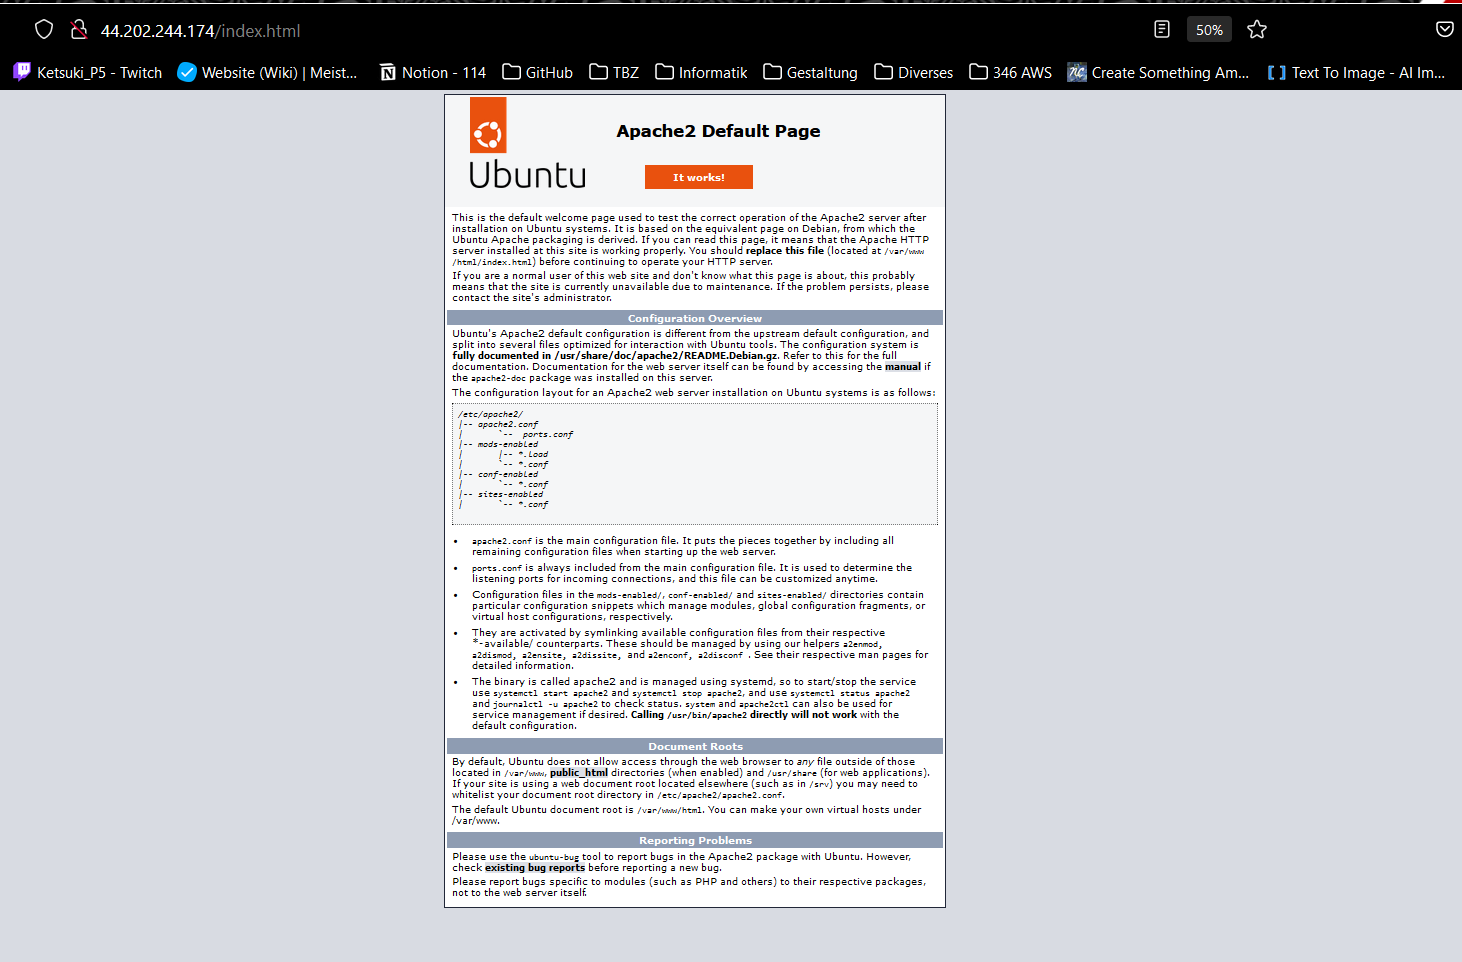 44.202.244.174/index.html
50%
Ketsuki_P5 - Twitch
Website (Wiki) | Meist...
Notion - 114
GitHub
TBZ
Informatik
Gestaltung
Diverses
346 AWS
Create Something Am...
Text To Image - AI Im...
Apache2 Default Page
Ubuntu
It works!
This is the default welcome page used to test the correct operation of the Apache2 server after
installation on Ubuntu systems. It is based on the equivalent page on Debian, from which the
Ubuntu Apache packaging is derived. If you can read this page, it means that the Apache HTTP
server installed at this site is working properly. You should replace this file (located at /var/www
/html/index.html) before continuing to operate your HTTP server.
If you are a normal user of this web site and don't know what this page is about, this probably
means that the site is currently unavailable due to maintenance. If the problem persists, please
contact the site's administrator.
Configuration Overview
Ubuntu's Apache2 default configuration is different from the upstream default configuration, and
split into several files optimized for interaction with Ubuntu tools. The configuration system is
fully documented in /usr/share/doc/apache2/README.Debian.gz. Refer to this for the full
documentation. Documentation for the web server itself can be found by accessing the manual if
the apache2-doc package was installed on this server.
The configuration layout for an Apache2 web server installation on Ubuntu systems is as follows:
/etc/apache2/
|-- apache2.conf
|       `--  ports.conf
|-- mods-enabled
|       |-- *.load
|       `-- *.conf
|-- conf-enabled
|       `-- *.conf
|-- sites-enabled
|       `-- *.conf
• apache2.conf is the main configuration file. It puts the pieces together by including all
remaining configuration files when starting up the web server.
• ports.conf is always included from the main configuration file. It is used to determine the
listening ports for incoming connections, and this file can be customized anytime.
• Configuration files in the mods-enabled/, conf-enabled/ and sites-enabled/ directories contain
particular configuration snippets which manage modules, global configuration fragments, or
virtual host configurations, respectively.
• They are activated by symlinking available configuration files from their respective
*-available/ counterparts. These should be managed by using our helpers a2enmod,
a2dismod, a2ensite, a2dissite, and a2enconf, a2disconf . See their respective man pages for
detailed information.
• The binary is called apache2 and is managed using systemd, so to start/stop the service
use systemctl start apache2 and systemctl stop apache2, and use systemctl status apache2
and journalctl -u apache2 to check status. system and apache2ctl can also be used for
service management if desired. Calling /usr/bin/apache2 directly will not work with the
default configuration.
Document Roots
By default, Ubuntu does not allow access through the web browser to any file outside of those
located in /var/www, public_html directories (when enabled) and /usr/share (for web applications).
If your site is using a web document root located elsewhere (such as in /srv) you may need to
whitelist your document root directory in /etc/apache2/apache2.conf.
The default Ubuntu document root is /var/www/html. You can make your own virtual hosts under
/var/www.
Reporting Problems
Please use the ubuntu-bug tool to report bugs in the Apache2 package with Ubuntu. However,
check existing bug reports before reporting a new bug.
Please report bugs specific to modules (such as PHP and others) to their respective packages,
not to the web server itself.